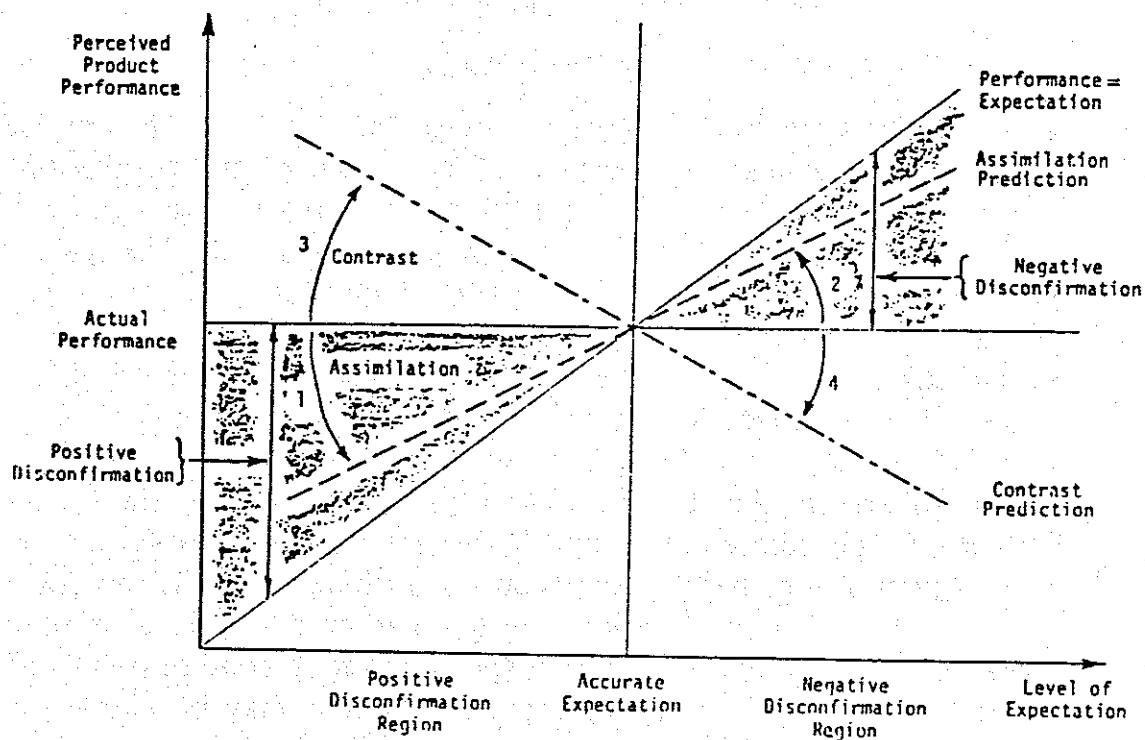 Perceived
Product
Performance
Performance =
Expectation
Assimilation
Prediction
3
Contrast
2
Negative
Disconfirmation
Actual
Performance
Assimilation
1
4
Positive
Disconfirmation
Contrast
Prediction
Positive
Disconfirmation
Region
Accurate
Expectation
Negative
Disconfirmation
Region
Level of
Expectation